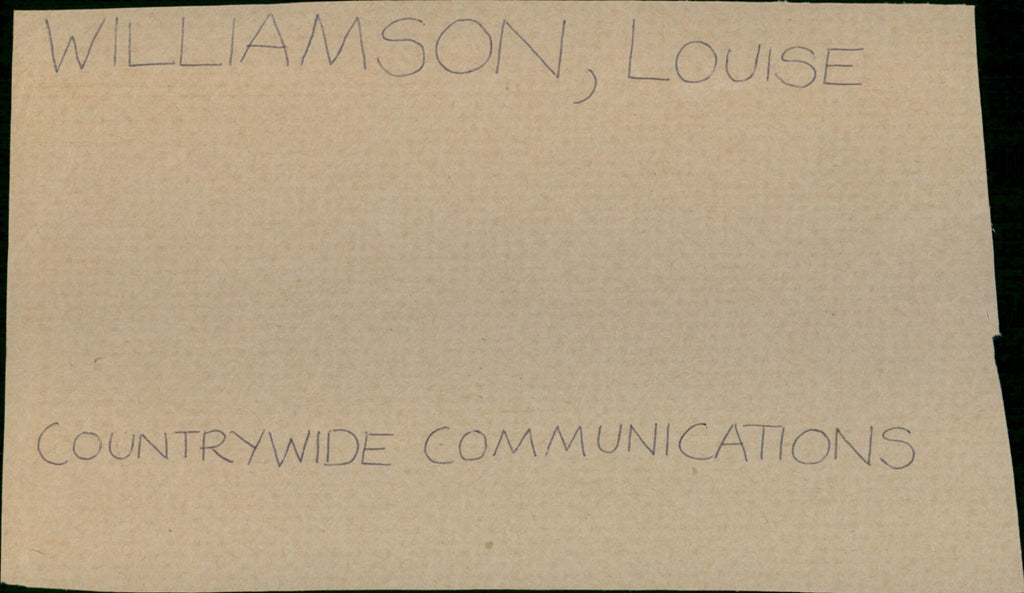 WILLIAMSON, LOUISE
COUNTRYWIDE COMMUNICATIONS